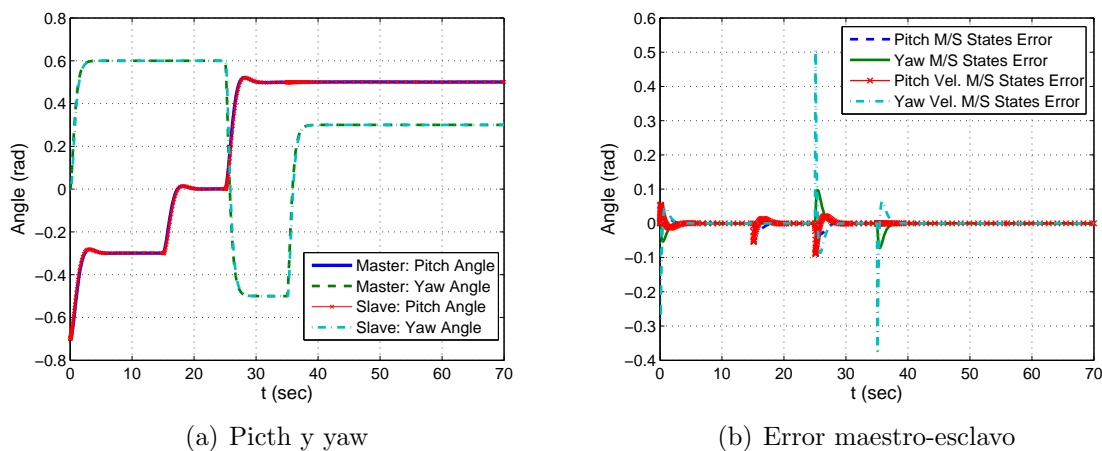 0.8
0.6
0.4
0.2
0
−0.2
−0.4
−0.6
−0.8
Angle (rad)
0 10 20 30 40 50 60 70
t (sec)
Master: Pitch Angle
Master: Yaw Angle
Slave: Pitch Angle
Slave: Yaw Angle
(a) Picth y yaw
0.6
0.5
0.4
0.3
0.2
0.1
0
−0.1
−0.2
−0.3
−0.4
Angle (rad)
0 10 20 30 40 50 60 70
t (sec)
Pitch M/S States Error
Yaw M/S States Error
Pitch Vel. M/S States Error
Yaw Vel. M/S States Error
(b) Error maestro-esclavo